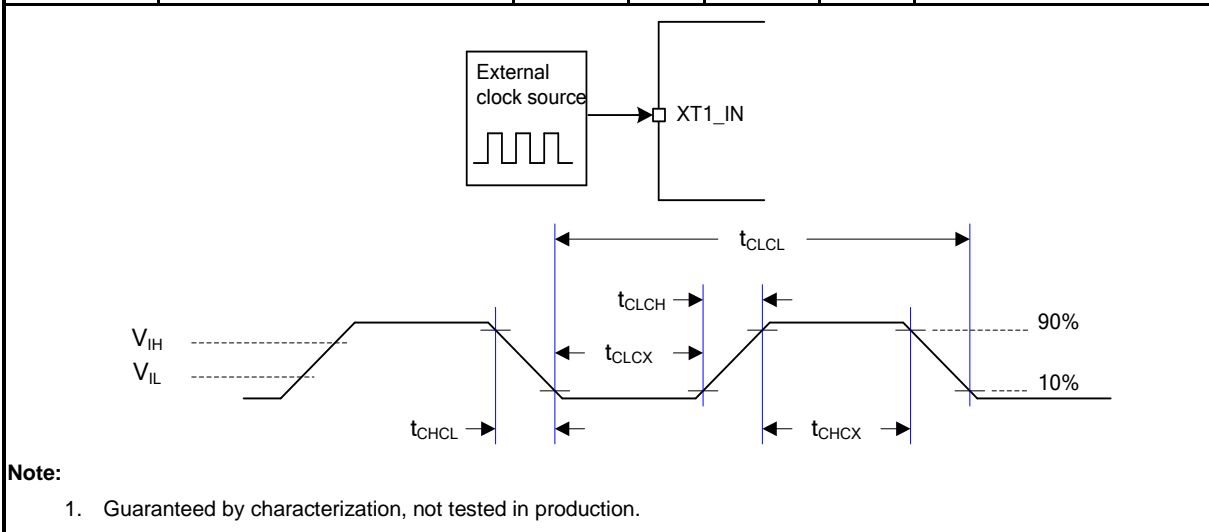 External
clock source
XT1_IN
tCLCL
tCLCH
90%
VIH
tCLCX
VIL
10%
tCHCL
tCHCX
Note:
1. Guaranteed by characterization, not tested in production.